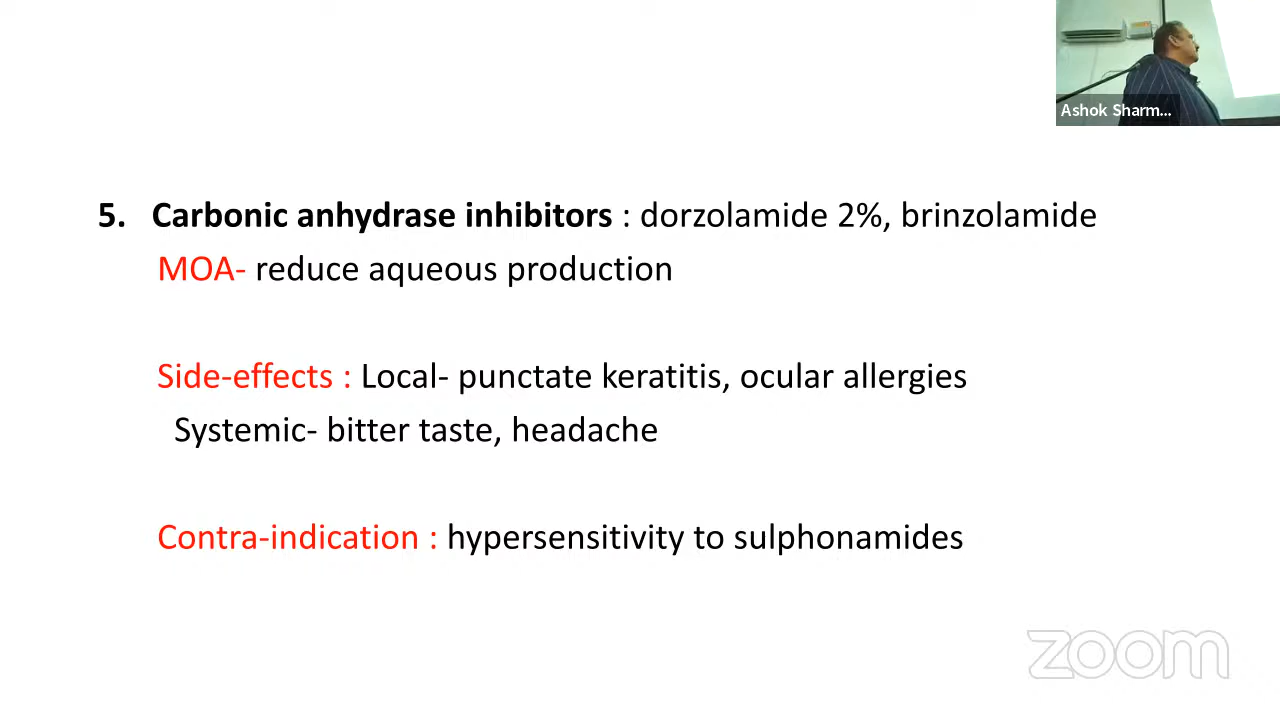 Ashok Sharm...
5. Carbonic anhydrase inhibitors : dorzolamide 2%, brinzolamide
MOA- reduce aqueous production
Side-effects : Local- punctate keratitis, ocular allergies
Systemic- bitter taste, headache
Contra-indication : hypersensitivity to sulphonamides
zoom